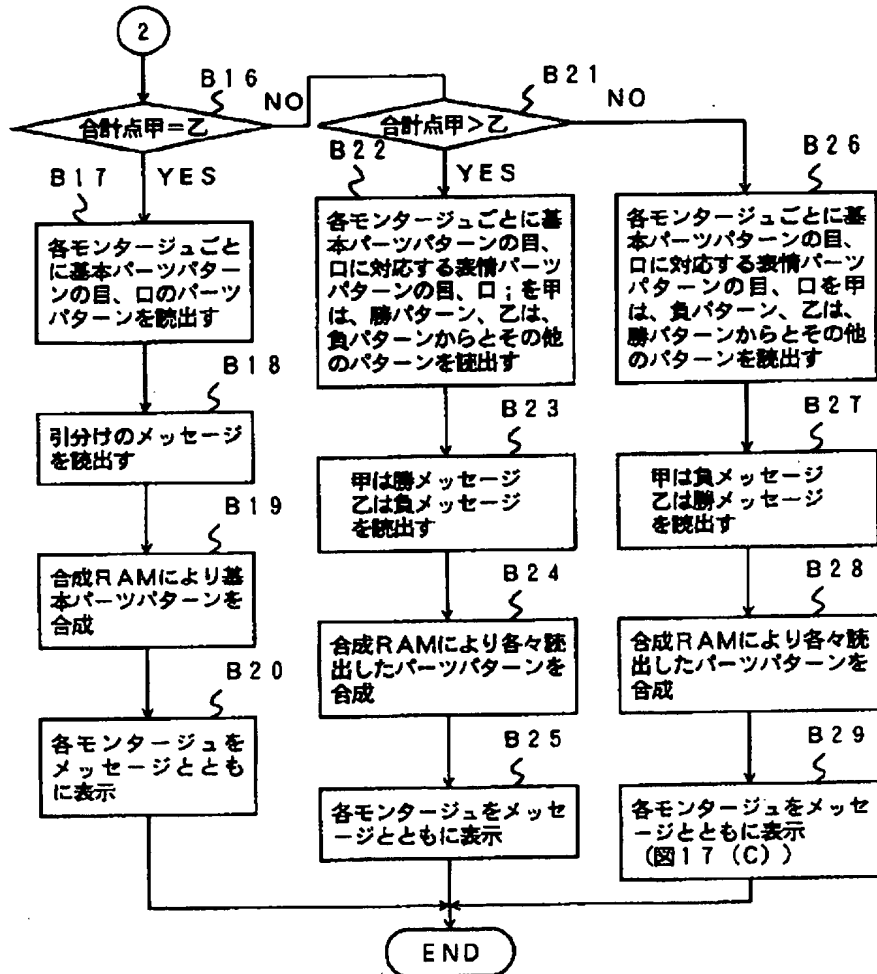 2
B16
合計点甲=乙
NO
YES
B17
各モンタージュごと
に基本パーツパター
ンの目、口のパーツ
パターンを読出す
B18
引分けのメッセージ
を読出す
B19
合成RAMにより基
本パーツパターンを
合成
B20
各モンタージュを
メッセージととも
に表示
B21
合計点甲>乙
NO
YES
B22
各モンタージュごとに基
本パーツパターンの目、
口に対応する表情パーツ
パターンの目、口;を甲
は、勝パターン、乙は、
負パターンからとその他
のパターンを読出す
B23
甲は勝メッセージ
乙は負メッセージ
を読出す
B24
合成RAMにより各々読
出したパーツパターンを
合成
B25
各モンタージュをメッセ
ージとともに表示
B26
各モンタージュごとに基
本パーツパターンの目、
口に対応する表情パーツ
パターンの目、口を甲
は、負パターン、乙は、
勝パターンからとその他
のパターンを読出す
B27
甲は負メッセージ
乙は勝メッセージ
を読出す
B28
合成RAMにより各々読
出したパーツパターンを
合成
B29
各モンタージュをメッセ
ージとともに表示
(図17(C))
END